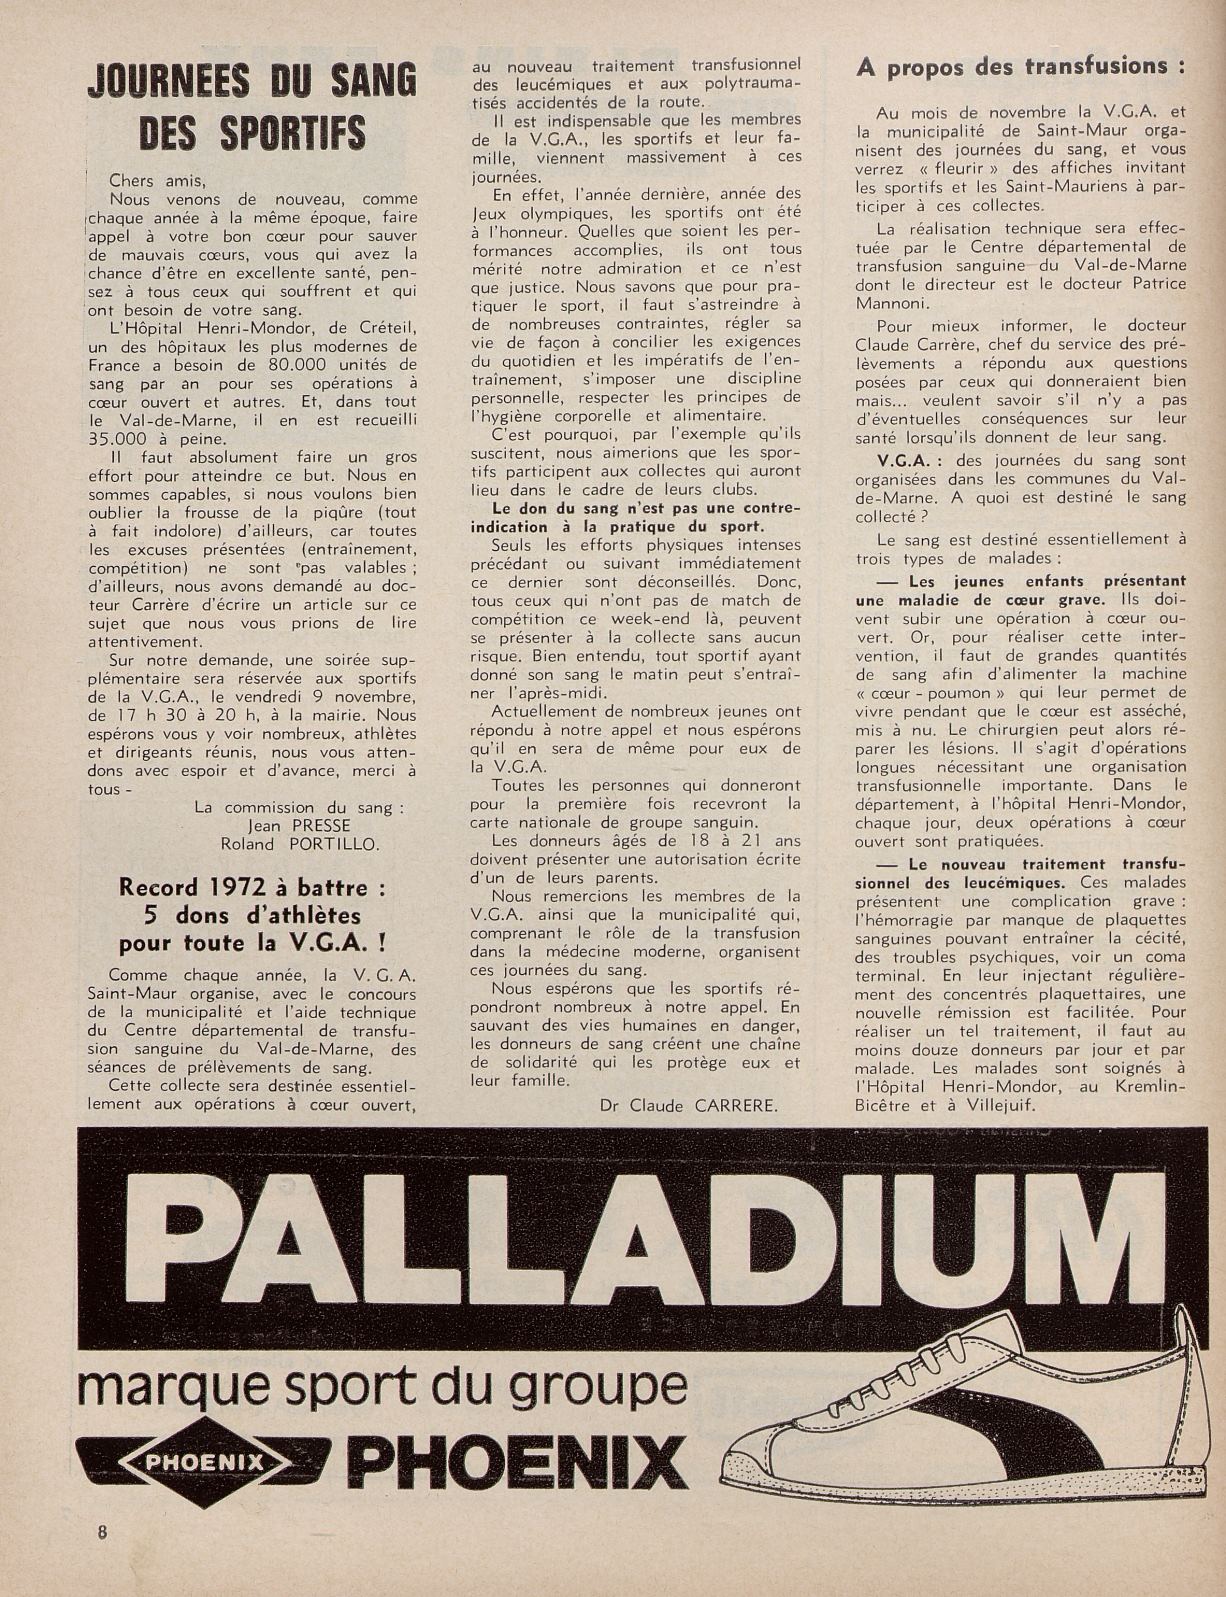 JOURNEES DU SANG
DES SPORTIFS
Chers amis,
Nous venons de nouveau, comme
chaque année à la même époque, faire
appel à votre bon cœur pour sauver
de mauvais cœurs, vous qui avez la
chance d'être en excellente santé, pen-
sez à tous ceux qui souffrent et qui
ont besoin de votre sang.
L'Hôpital Henri-Mondor, de Créteil,
un des hôpitaux les plus modernes de
France a besoin de 80.000 unités de
sang par an pour ses opérations à
cœur ouvert et autres. Et, dans tout
le Val-de-Marne, il en est recueilli
35.000 à peine.
Il faut absolument faire un gros
effort pour atteindre ce but. Nous en
sommes capables, si nous voulons bien
oublier la frousse de la piqûre (tout
à fait indolore) d'ailleurs, car toutes
les excuses présentées (entraînement,
compétition) ne sont pas valables ;
d'ailleurs, nous avons demandé au doc-
teur Carrère d'écrire un article sur ce
sujet que nous vous prions de lire
attentivement.
Sur notre demande, une soirée sup-
plémentaire sera réservée aux sportifs
de la V.G.A., le vendredi 9 novembre,
de 17 h 30 à 20 h, à la mairie. Nous
espérons vous y voir nombreux, athlètes
et dirigeants réunis, nous vous atten-
dons avec espoir et d'avance, merci à
tous -
La commission du sang :
Jean PRESSE
Roland PORTILLO.
Record 1972 à battre :
5 dons d'athlètes
pour toute la V.G.A. !
Comme chaque année, la V. G. A.
Saint-Maur organise, avec le concours
de la municipalité et l'aide technique
du Centre départemental de transfu-
sion sanguine du Val-de-Marne, des
séances de prélèvements de sang.
Cette collecte sera destinée essentiel-
lement aux opérations à cœur ouvert,
au nouveau traitement transfusionnel
des leucémiques et aux polytrauma-
tisés accidentés de la route.
Il est indispensable que les membres
de la V.G.A., les sportifs et leur fa-
mille, viennent massivement à ces
journées.
En effet, l'année dernière, année des
Jeux olympiques, les sportifs ont été
à l'honneur. Quelles que soient les per-
formances accomplies, ils ont tous
mérité notre admiration et ce n'est
que justice. Nous savons que pour pra-
tiquer le sport, il faut s'astreindre à
de nombreuses contraintes, régler sa
vie de façon à concilier les exigences
du quotidien et les impératifs de l'en-
traînement, s'imposer une discipline
personnelle, respecter les principes de
l'hygiène corporelle et alimentaire.
C'est pourquoi, par l'exemple qu'ils
suscitent, nous aimerions que les spor-
tifs participent aux collectes qui auront
lieu dans le cadre de leurs clubs.
Le don du sang n'est pas une contre-
indication à la pratique du sport.
Seuls les efforts physiques intenses
précédant ou suivant immédiatement
ce dernier sont déconseillés. Donc,
tous ceux qui n'ont pas de match de
compétition ce week-end là, peuvent
se présenter à la collecte sans aucun
risque. Bien entendu, tout sportif ayant
donné son sang le matin peut s'entraî-
ner l'après-midi.
Actuellement de nombreux jeunes ont
répondu à notre appel et nous espérons
qu'il en sera de même pour eux de
la V.G.A.
Toutes les personnes qui donneront
pour la première fois recevront la
carte nationale de groupe sanguin.
Les donneurs âgés de 18 à 21 ans
doivent présenter une autorisation écrite
d'un de leurs parents.
Nous remercions les membres de la
V.G.A. ainsi que la municipalité qui,
comprenant le rôle de la transfusion
dans la médecine moderne, organisent
ces journées du sang.
Nous espérons que les sportifs ré-
pondront nombreux à notre appel. En
sauvant des vies humaines en danger,
les donneurs de sang créent une chaîne
de solidarité qui les protège eux et
leur famille.
Dr Claude CARRERE.
A propos des transfusions :
Au mois de novembre la V.G.A. et
la municipalité de Saint-Maur orga-
nisent des journées du sang, et vous
verrez « fleurir » des affiches invitant
les sportifs et les Saint-Mauriens à par-
ticiper à ces collectes.
La réalisation technique sera effec-
tuée par le Centre départemental de
transfusion sanguine du Val-de-Marne
dont le directeur est le docteur Patrice
Mannoni.
Pour mieux informer, le docteur
Claude Carrère, chef du service des pré-
lèvements a répondu aux questions
posées par ceux qui donneraient bien
mais... veulent savoir s'il n'y a pas
d'éventuelles conséquences sur leur
santé lorsqu'ils donnent de leur sang.
V.G.A. : des journées du sang sont
organisées dans les communes du Val-
de-Marne. A quoi est destiné le sang
collecté ?
Le sang est destiné essentiellement à
trois types de malades :
— Les jeunes enfants présentant
une maladie de cœur grave. Ils doi-
vent subir une opération à cœur ou-
vert. Or, pour réaliser cette inter-
vention, il faut de grandes quantités
de sang afin d'alimenter la machine
« cœur - poumon » qui leur permet de
vivre pendant que le cœur est asséché,
mis à nu. Le chirurgien peut alors ré-
parer les lésions. Il s'agit d'opérations
longues nécessitant une organisation
transfusionnelle importante. Dans le
département, à l'hôpital Henri-Mondor,
chaque jour, deux opérations à cœur
ouvert sont pratiquées.
— Le nouveau traitement transfu-
sionnel des leucémiques. Ces malades
présentent une complication grave :
l'hémorragie par manque de plaquettes
sanguines pouvant entraîner la cécité,
des troubles psychiques, voir un coma
terminal. En leur injectant régulière-
ment des concentrés plaquettaires, une
nouvelle rémission est facilitée. Pour
réaliser un tel traitement, il faut au
moins douze donneurs par jour et par
malade. Les malades sont soignés à
l'Hôpital Henri-Mondor, au Kremlin-
Bicêtre et à Villejuif.
PALLADIUM
marque sport du groupe
PHOENIX PHOENIX
8